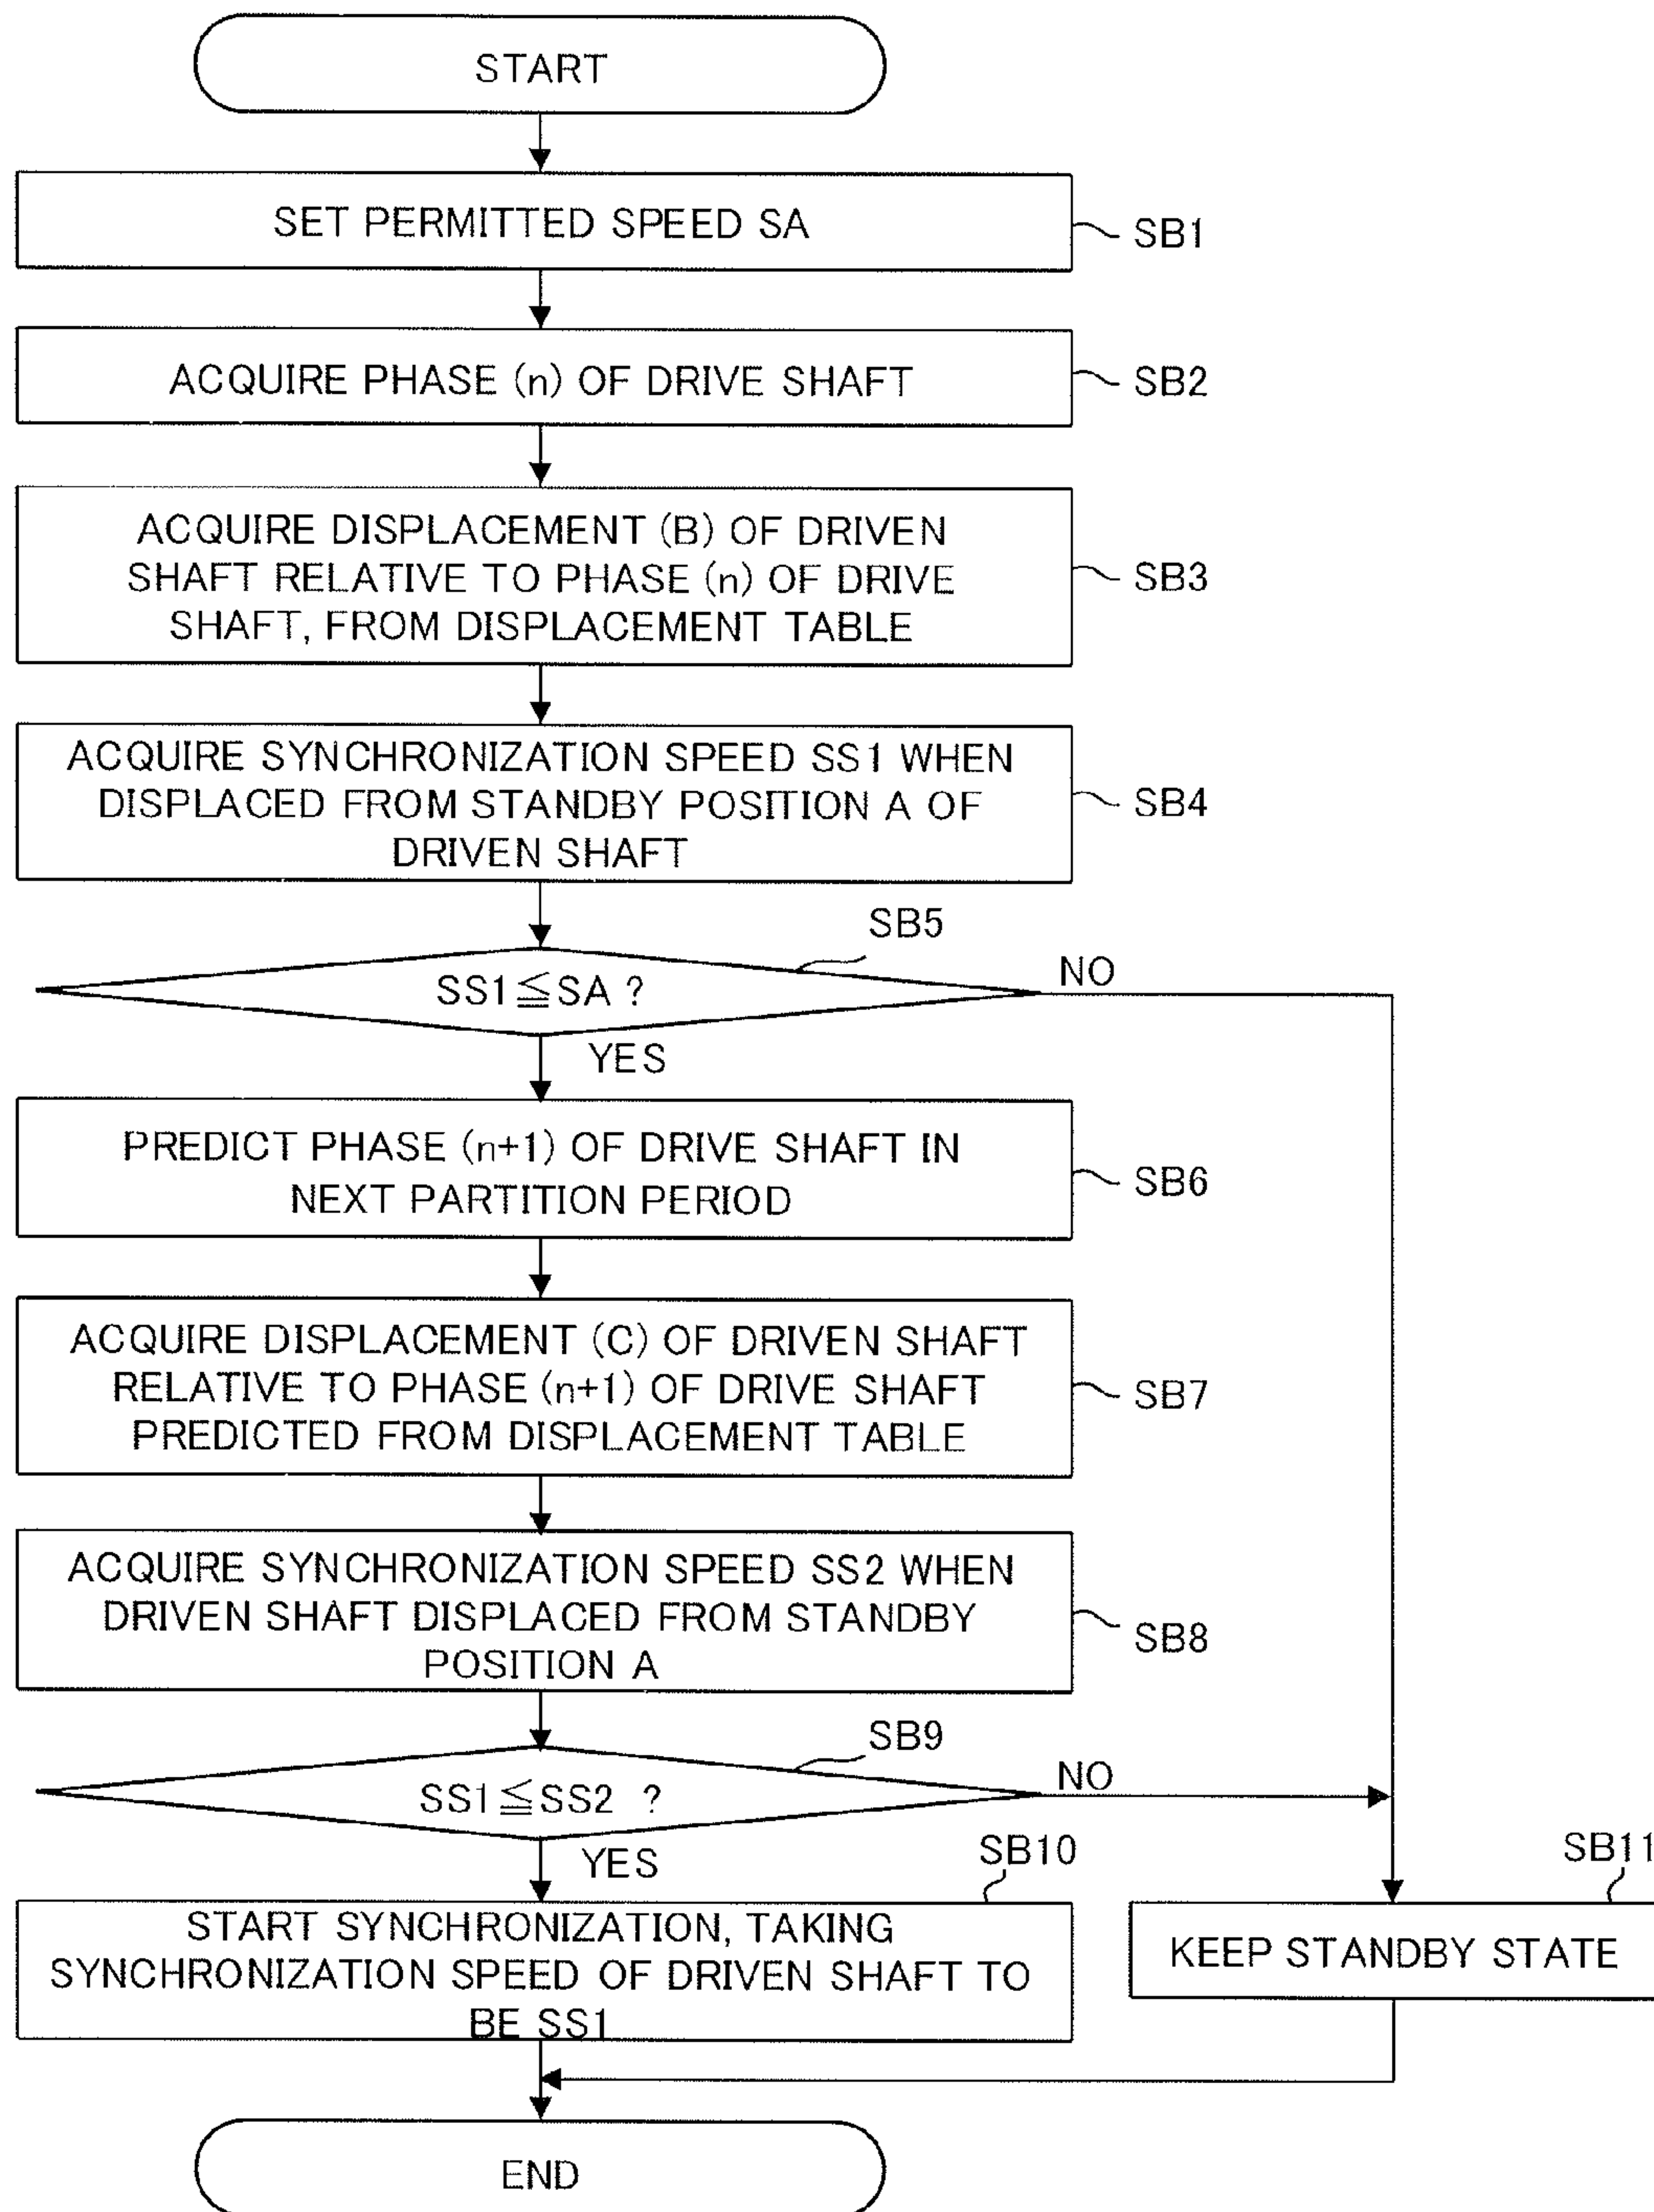 START
SET PERMITTED SPEED SA
SB1
ACQUIRE PHASE (n) OF DRIVE SHAFT
SB2
ACQUIRE DISPLACEMENT (B) OF DRIVEN
SHAFT RELATIVE TO PHASE (n) OF DRIVE
SHAFT, FROM DISPLACEMENT TABLE
SB3
ACQUIRE SYNCHRONIZATION SPEED SS1 WHEN
DISPLACED FROM STANDBY POSITION A OF
DRIVEN SHAFT
SB4
SB5
SS1≦SA ?
NO
YES
PREDICT PHASE (n+1) OF DRIVE SHAFT IN
NEXT PARTITION PERIOD
SB6
ACQUIRE DISPLACEMENT (C) OF DRIVEN SHAFT
RELATIVE TO PHASE (n+1) OF DRIVE SHAFT
PREDICTED FROM DISPLACEMENT TABLE
SB7
ACQUIRE SYNCHRONIZATION SPEED SS2 WHEN
DRIVEN SHAFT DISPLACED FROM STANDBY
POSITION A
SB8
SB9
SS1≦SS2 ?
NO
YES
SB10
START SYNCHRONIZATION, TAKING
SYNCHRONIZATION SPEED OF DRIVEN SHAFT TO
BE SS1
SB11
KEEP STANDBY STATE
END